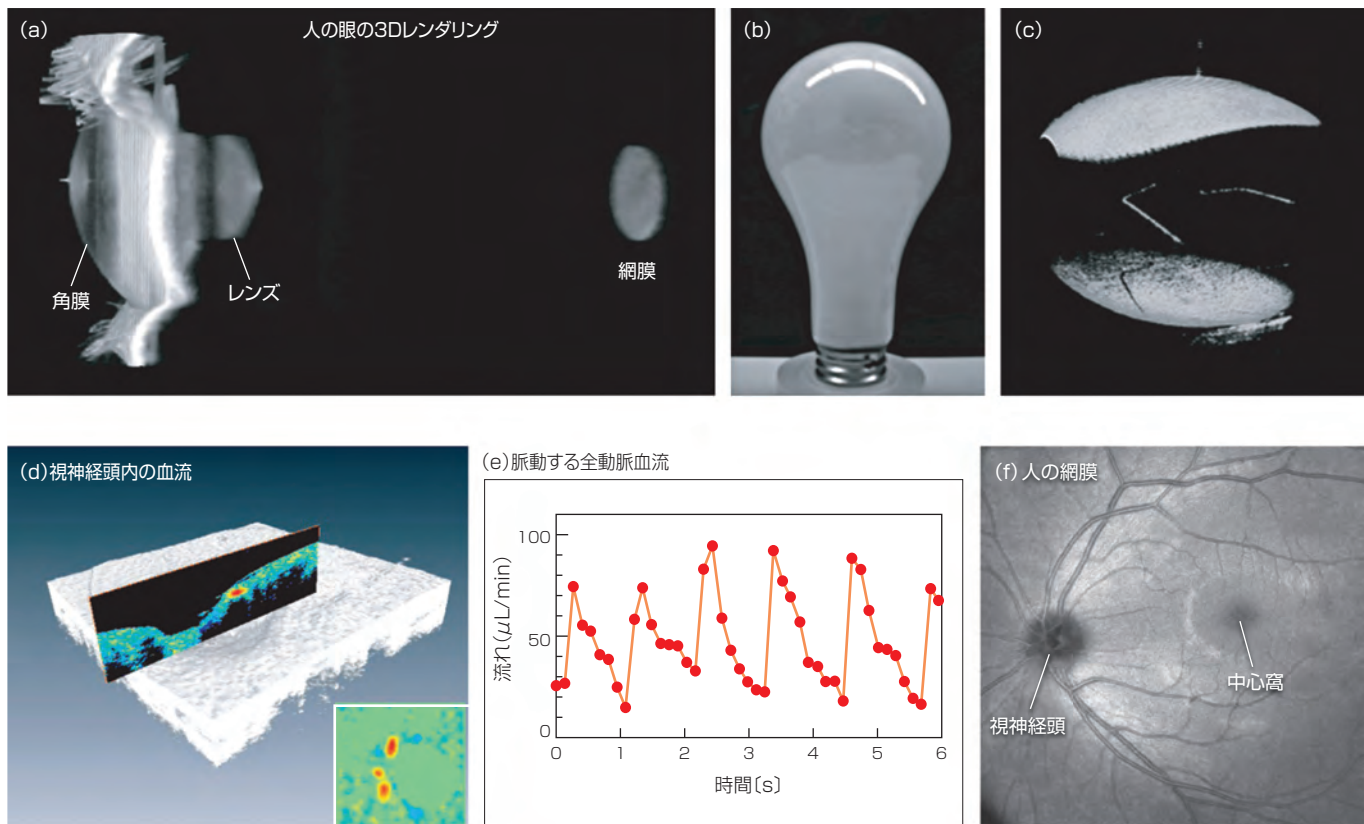 (a)
人の眼の3Dレンダリング
角膜
レンズ
網膜
(b)
(c)
(d)視神経頭内の血流
(e)脈動する全動脈血流
流れ(μL/min)
100
50
0
0 1 2 3 4 5 6
時間〔s〕
(f)人の網膜
視神経頭
中心窩